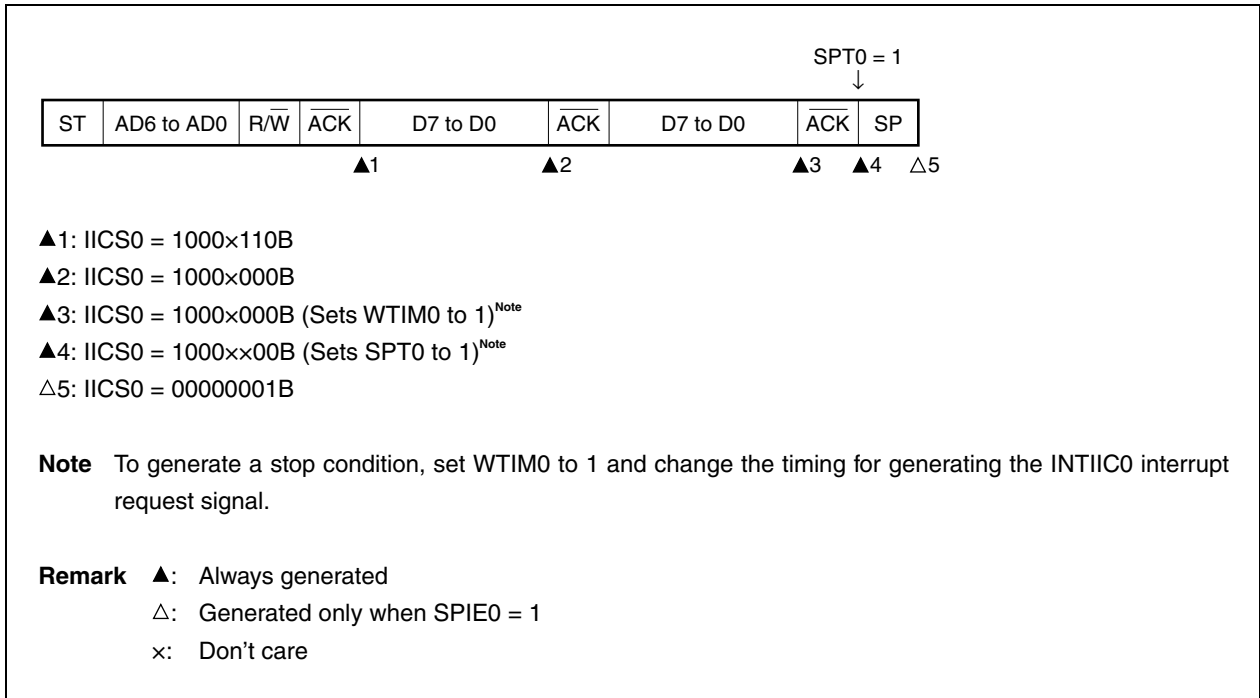 SPT0 = 1
↓
ST AD6 to AD0 R/W̅ A̅C̅K̅ D7 to D0 A̅C̅K̅ D7 to D0 A̅C̅K̅ SP
▲1 ▲2 ▲3 ▲4 △5
▲1: IICS0 = 1000×110B
▲2: IICS0 = 1000×000B
▲3: IICS0 = 1000×000B (Sets WTIM0 to 1)Note
▲4: IICS0 = 1000××00B (Sets SPT0 to 1)Note
△5: IICS0 = 00000001B
Note To generate a stop condition, set WTIM0 to 1 and change the timing for generating the INTIIC0 interrupt
request signal.
Remark ▲: Always generated
△: Generated only when SPIE0 = 1
×: Don't care